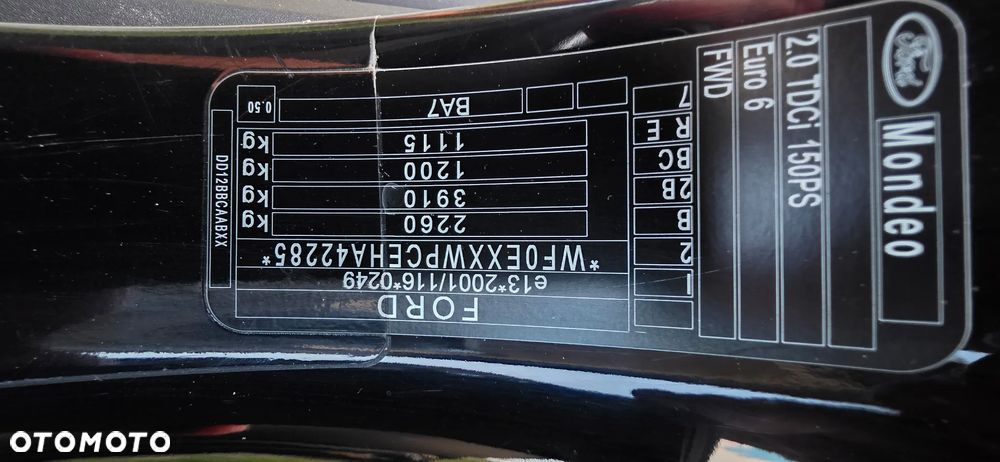 Ford
Mondeo
2.0 TDCi 150PS
Euro 6
FWD
FORD
e13*2001/116*0249
*WF0EXXWPCEHA42285*
2260 kg
3910 kg
1200 kg
1115 kg
BA7
0.50
I
2
B
2B
BC
R E
7
DD12BBCAABXX
OTOMOTO